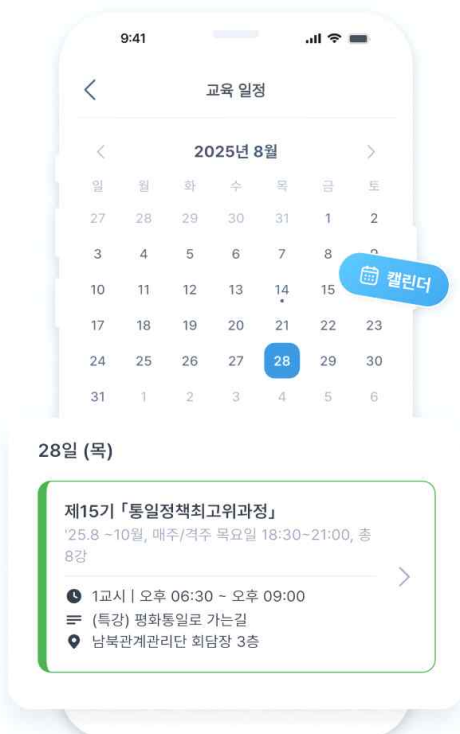 9:41
교육 일정
2025년 8월
일 월 화 수 목 금 토
27 28 29 30 31 1 2
3 4 5 6 7 8
캘린더
10 11 12 13 14 15
17 18 19 20 21 22 23
24 25 26 27 28 29 30
31 1 2 3 4 5 6
28일 (목)
제15기 「통일정책최고위과정」
'25.8 ~10월, 매주/격주 목요일 18:30~21:00, 총
8강
1교시 | 오후 06:30 ~ 오후 09:00
(특강) 평화통일로 가는길
남북관계관리단 회담장 3층